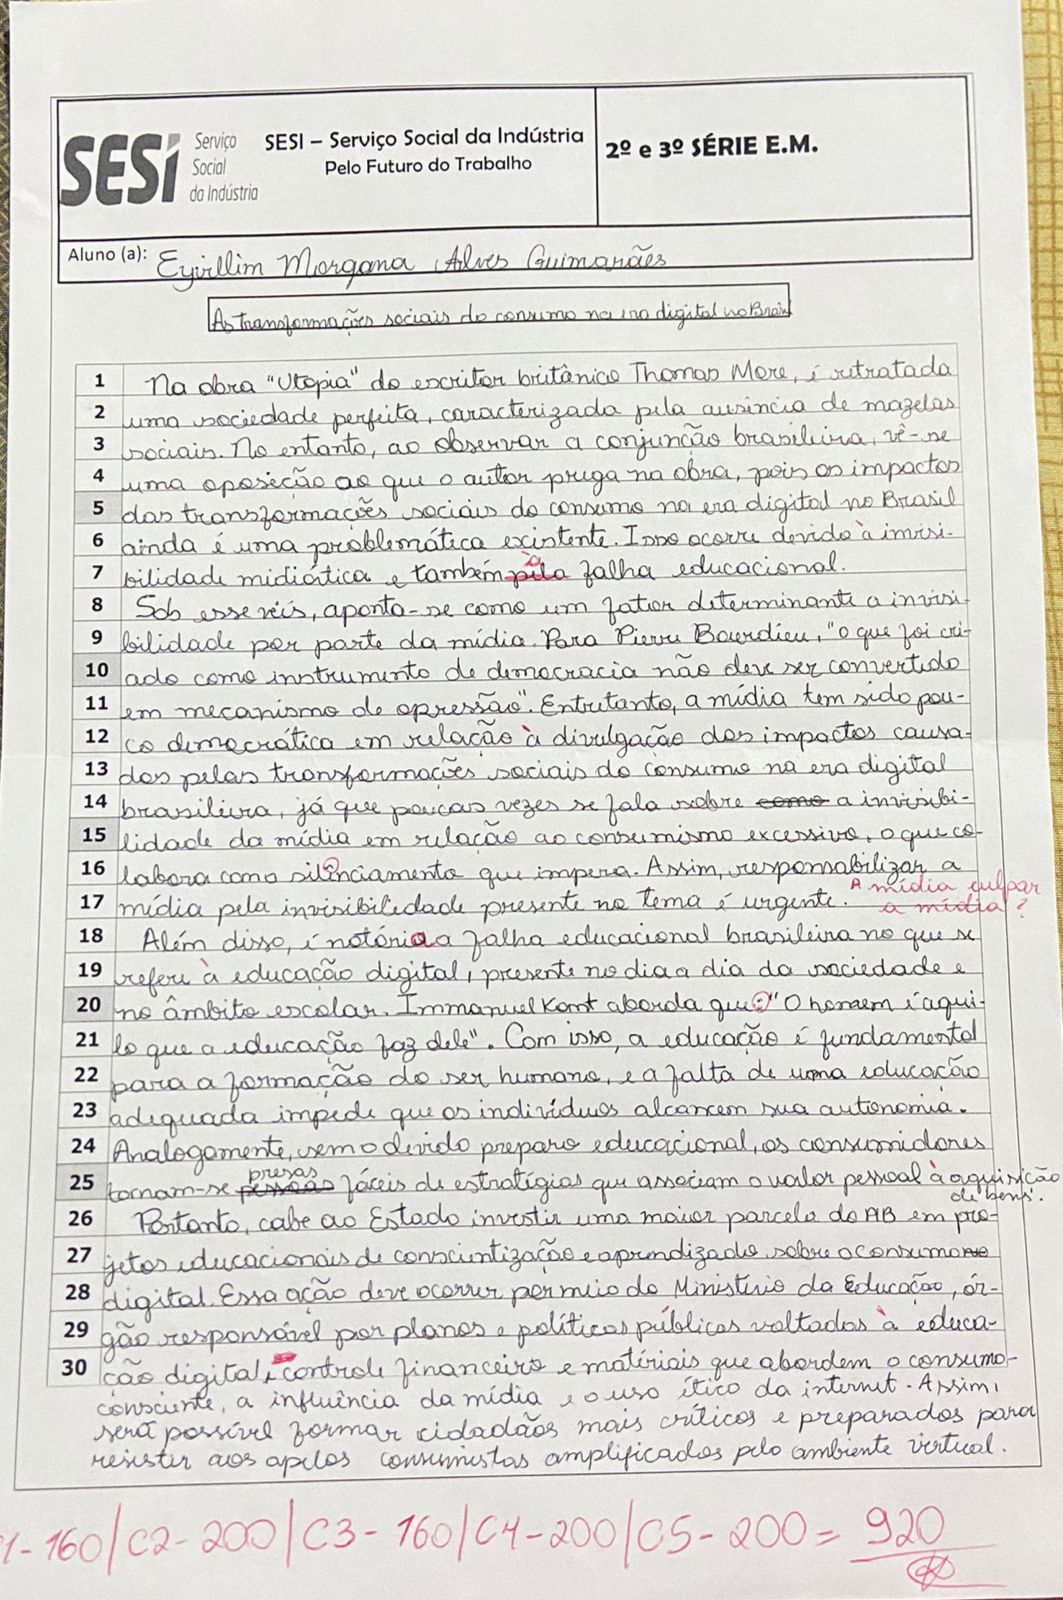 SESI Serviço Social da Indústria
SESI – Serviço Social da Indústria
Pelo Futuro do Trabalho
2º e 3º SÉRIE E.M.
Aluno (a): Eyillim Morgana Alves Guimarães
As transformações sociais do consumo na era digital no Brasil
1 Na obra "Utopia" do escritor britânico Thomas More, é retratada
2 uma sociedade perfeita, caracterizada pela ausência de mazelas
3 sociais. No entanto, ao observar a conjunção brasileira, vê-se
4 uma oposeção ao que o autor prega na obra, pois os impactos
5 das transformações sociais do consumo na era digital no Brasil
6 ainda é uma problemática existente. Isso ocorre devido à invisi-
7 bilidade midiática e também pela à falha educacional.
8 Sob esse veis, aponta-se como um fator determinante a invisi-
9 bilidade por parte da mídia. Para Pierre Bourdieu, "o que foi cri-
10 ado como instrumento de democracia não deve ser convertido
11 em mecanismo de opressão". Entretanto, a mídia tem sido pou-
12 co democrática em relação à divulgação dos impactos causa-
13 dos pelas transformações sociais do consumo na era digital
14 brasileira, já que poucas vezes se fala sobre como a invisibi-
15 lidade da mídia em relação ao consumismo excessivo, o que co-
16 labora como silênciamento que impera. Assim, responsabilizar a
17 mídia pela invisibiledade presente no tema é urgente. A mídia culpar
a mídia?
18 Além disso, é notória a falha educacional brasileira no que se
19 refere à educação digital, presente no dia a dia da sociedade e
20 no âmbito escolar. Immanuel Kant aborda que: "O homem é aqui-
21 lo que a educação faz dele". Com isso, a educação é fundamental
22 para a formação do ser humano, e a falta de uma educação
23 adequada impede que os indivíduos alcancem sua autonomia.
24 Analogamente, sem o devido preparo educacional, os consumidores
25 tornam-se pessoas presas fáceis de estratégias que associam o valor pessoal à aquisição
de bens.
26 Portanto, cabe ao Estado investir uma maior parcela do AB em pro-
27 jetos educacionais de conscientização e aprendizado sobre o consumo no
28 digital. Essa ação deve ocorrer por meio do Ministério da Educação, ór-
29 gão responsável por planos e políticas públicas voltados à educa-
30 ção digital, controle financeiro e matériais que abordem o consumo
consciente, a influência da mídia e o uso ético da internet. Assim,
será possível formar cidadãos mais críticos e preparados para
resistir aos apelos consumistas amplificados pelo ambiente virtual.
1-160/C2-200/C3-160/C4-200/C5-200= 920